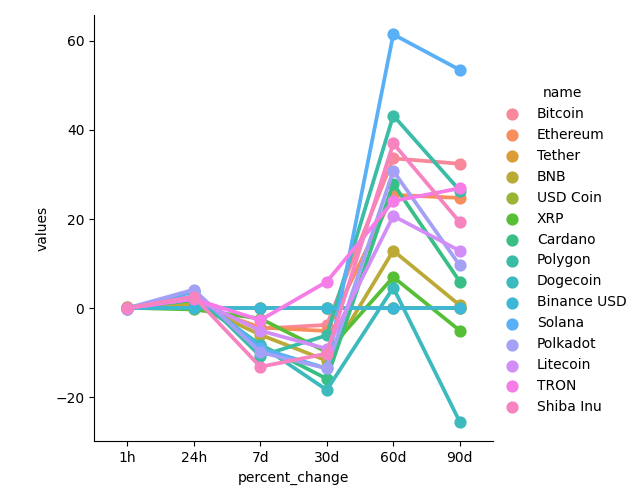 60
40
20
0
−20
values
1h 24h 7d 30d 60d 90d
percent_change
name
Bitcoin
Ethereum
Tether
BNB
USD Coin
XRP
Cardano
Polygon
Dogecoin
Binance USD
Solana
Polkadot
Litecoin
TRON
Shiba Inu